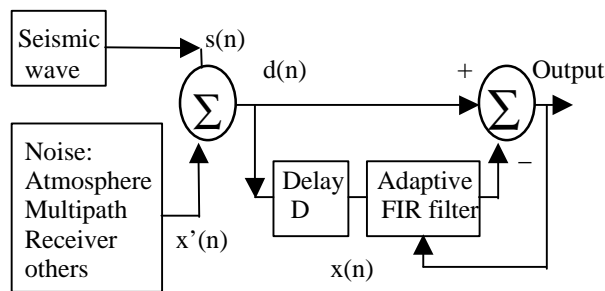 Seismic
wave
s(n)
d(n)
+
Output
Σ
Σ
−
Noise:
Atmosphere
Multipath
Receiver
others
x’(n)
Delay
D
Adaptive
FIR filter
x(n)